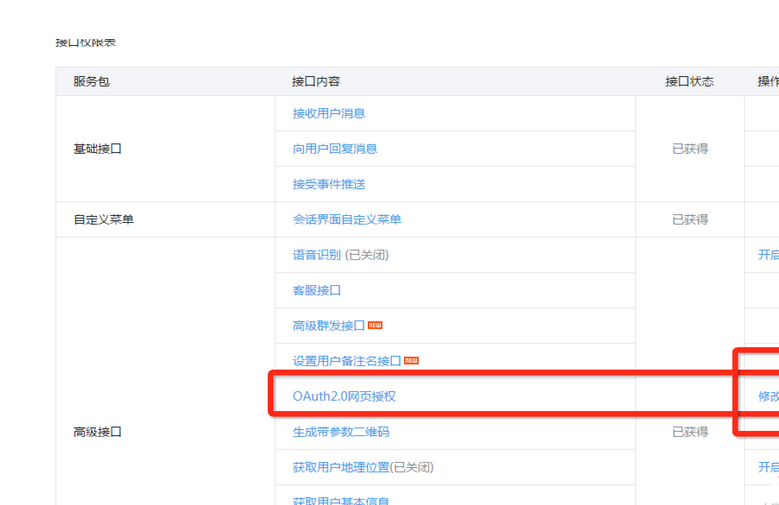 接口权限表
服务包 接口内容 接口状态 操作
接收用户消息
基础接口 向用户回复消息 已获得
接受事件推送
自定义菜单 会话界面自定义菜单 已获得
语音识别 (已关闭) 开启
客服接口
高级群发接口 NEW
设置用户备注名接口 NEW
OAuth2.0网页授权 修改
高级接口 生成带参数二维码 已获得
获取用户地理位置(已关闭) 开启
获取用户基本信息